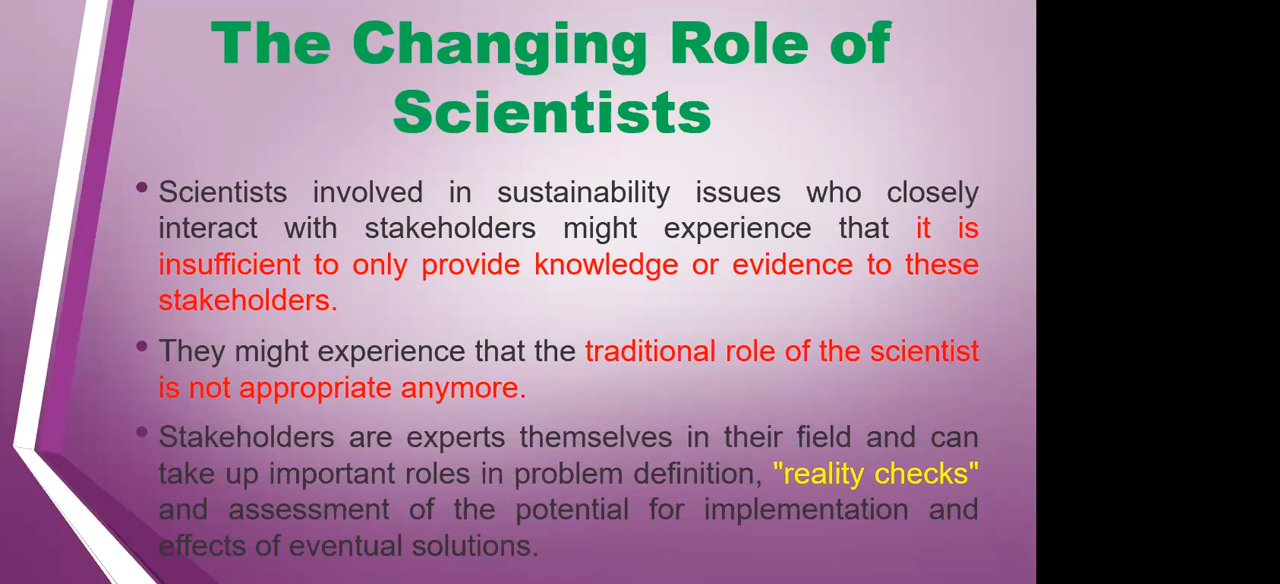 The Changing Role of
Scientists
• Scientists involved in sustainability issues who closely
interact with stakeholders might experience that it is
insufficient to only provide knowledge or evidence to these
stakeholders.
• They might experience that the traditional role of the scientist
is not appropriate anymore.
• Stakeholders are experts themselves in their field and can
take up important roles in problem definition, "reality checks"
and assessment of the potential for implementation and
effects of eventual solutions.